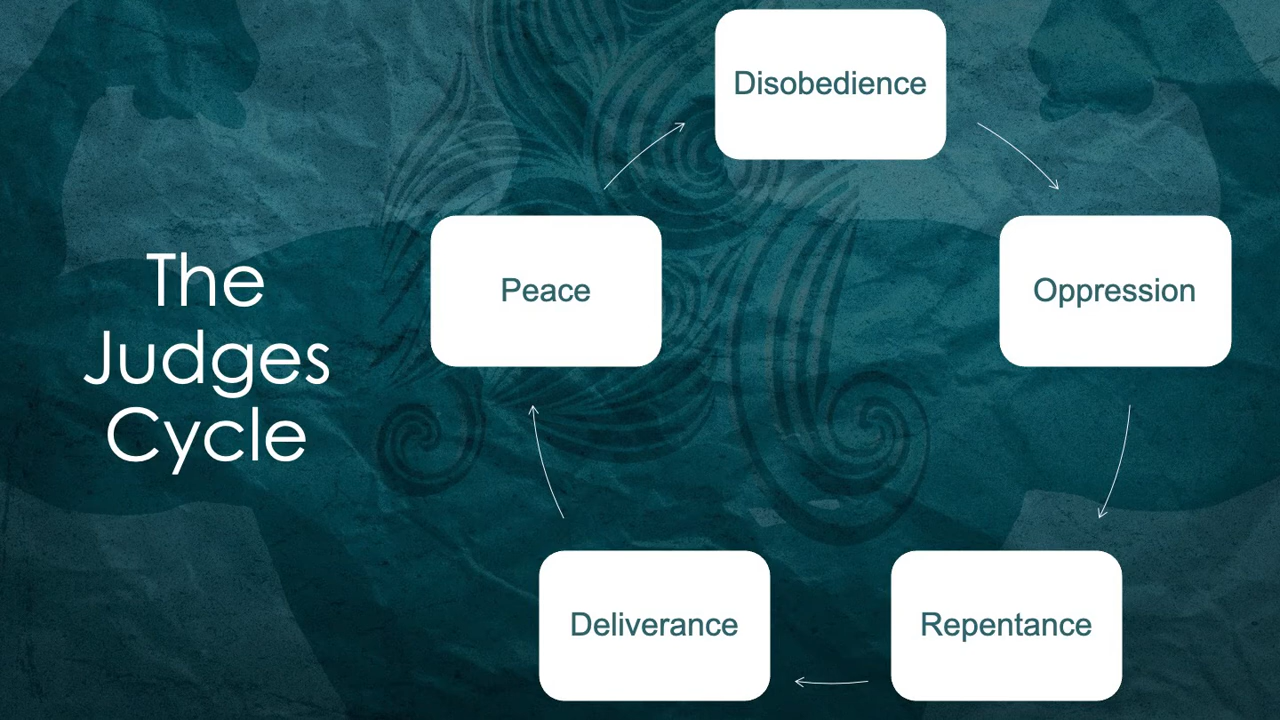 The
Judges
Cycle
Disobedience
Oppression
Repentance
Deliverance
Peace